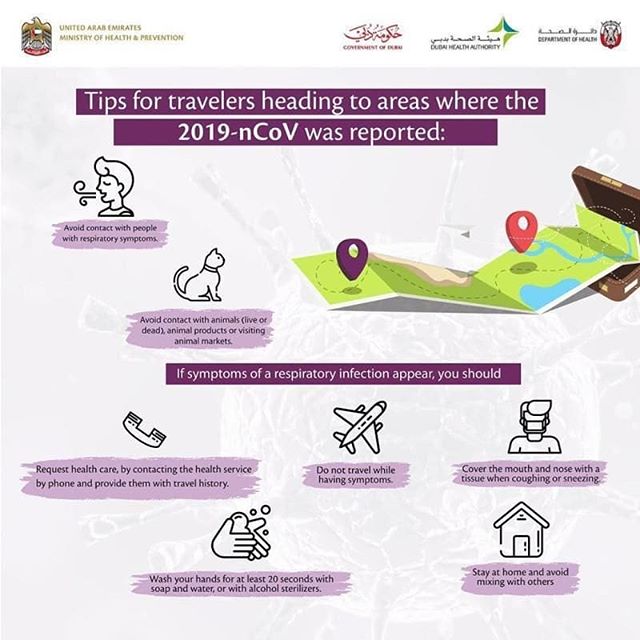 UNITED ARAB EMIRATES
MINISTRY OF HEALTH & PREVENTION
حكومة دبي
GOVERNMENT OF DUBAI
هيئة الصحة بدبي
DUBAI HEALTH AUTHORITY
دائرة الصحة
DEPARTMENT OF HEALTH
Tips for travelers heading to areas where the
2019-nCoV was reported:
Avoid contact with people
with respiratory symptoms.
Avoid contact with animals (live or
dead), animal products or visiting
animal markets.
If symptoms of a respiratory infection appear, you should
Request health care, by contacting the health service
by phone and provide them with travel history.
Do not travel while
having symptoms.
Cover the mouth and nose with a
tissue when coughing or sneezing.
Wash your hands for at least 20 seconds with
soap and water, or with alcohol sterilizers.
Stay at home and avoid
mixing with others